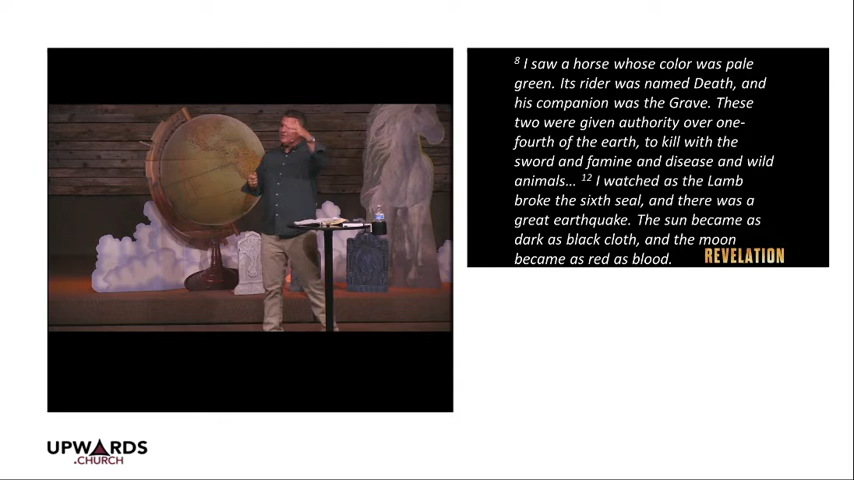 ⁸ I saw a horse whose color was pale
green. Its rider was named Death, and
his companion was the Grave. These
two were given authority over one-
fourth of the earth, to kill with the
sword and famine and disease and wild
animals... ¹² I watched as the Lamb
broke the sixth seal, and there was a
great earthquake. The sun became as
dark as black cloth, and the moon
became as red as blood.
REVELATION
UPWARDS
.CHURCH